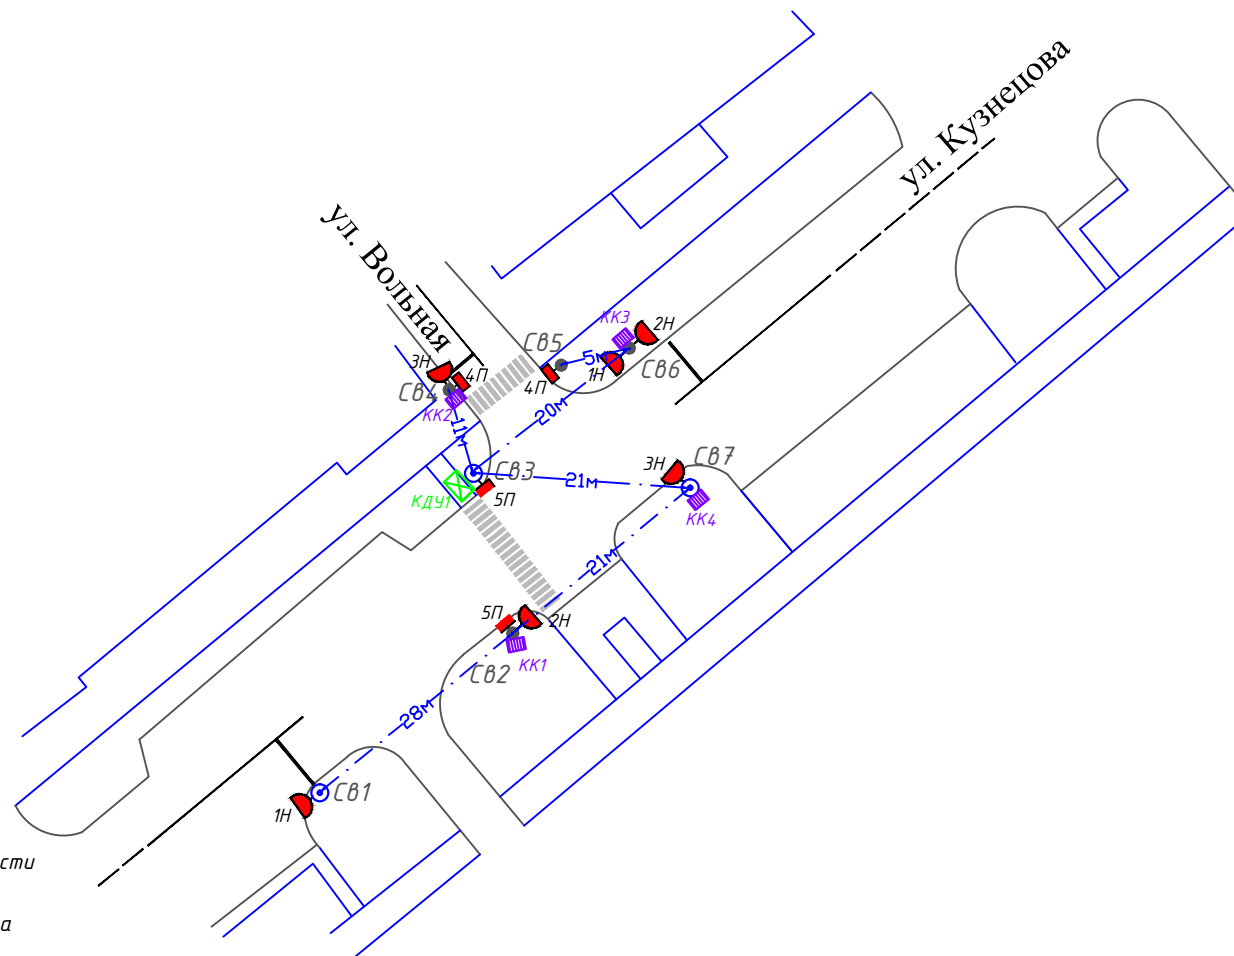 ул. Кузнецова
ул. Вольная
КК3
2Н
Св5
5м
1Н
Св6
3Н
4П
4П
Св4
КК2
11м
20м
Св3
21м
3Н
Св7
КДУ1
5П
КК4
21м
5П
2Н
Св2
КК1
28м
Св1
1Н
сти
а